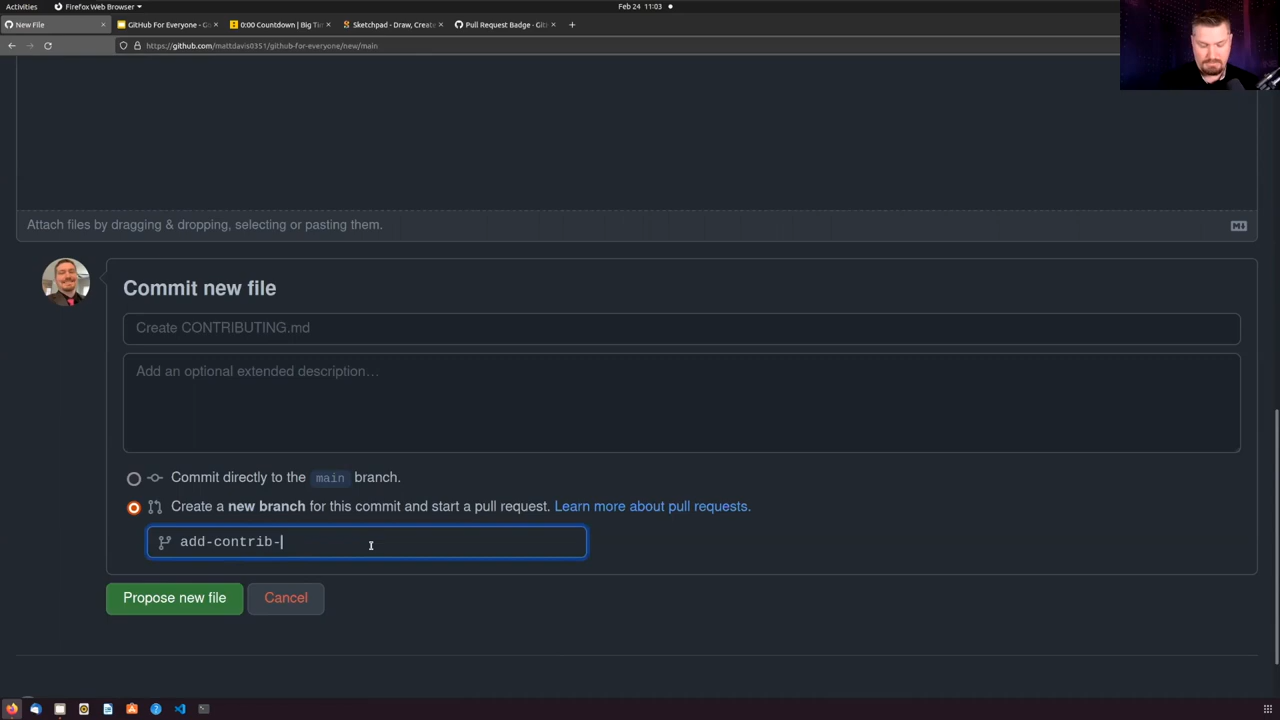 Activities
Firefox Web Browser
Feb 24 11:03
New File
GitHub For Everyone - G
0:00 Countdown | Big Ti
Sketchpad - Draw, Create
Pull Request Badge - Git
https://github.com/mattdavis0351/github-for-everyone/new/main
Attach files by dragging & dropping, selecting or pasting them.
Commit new file
Create CONTRIBUTING.md
Add an optional extended description…
Commit directly to the main branch.
Create a new branch for this commit and start a pull request. Learn more about pull requests.
add-contrib-
Propose new file
Cancel